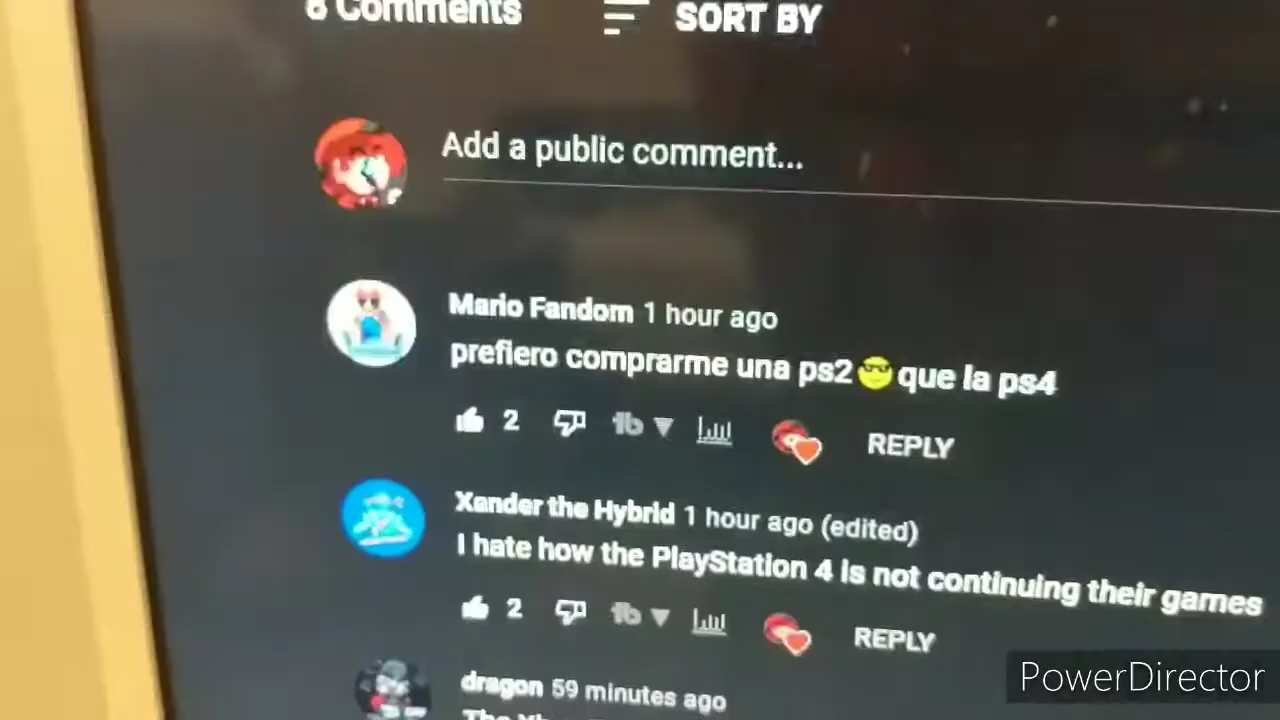 8 Comments
SORT BY
Add a public comment...
Mario Fandom 1 hour ago
prefiero comprarme una ps2😎que la ps4
2
REPLY
Xander the Hybrid 1 hour ago (edited)
I hate how the PlayStation 4 is not continuing their games
2
REPLY
dragon 59 minutes ago
The
PowerDirector